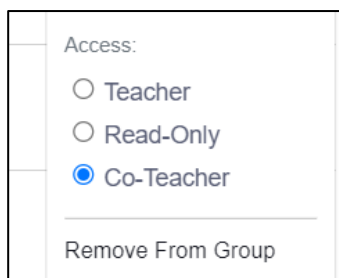 Access:
Teacher
Read-Only
Co-Teacher
Remove From Group